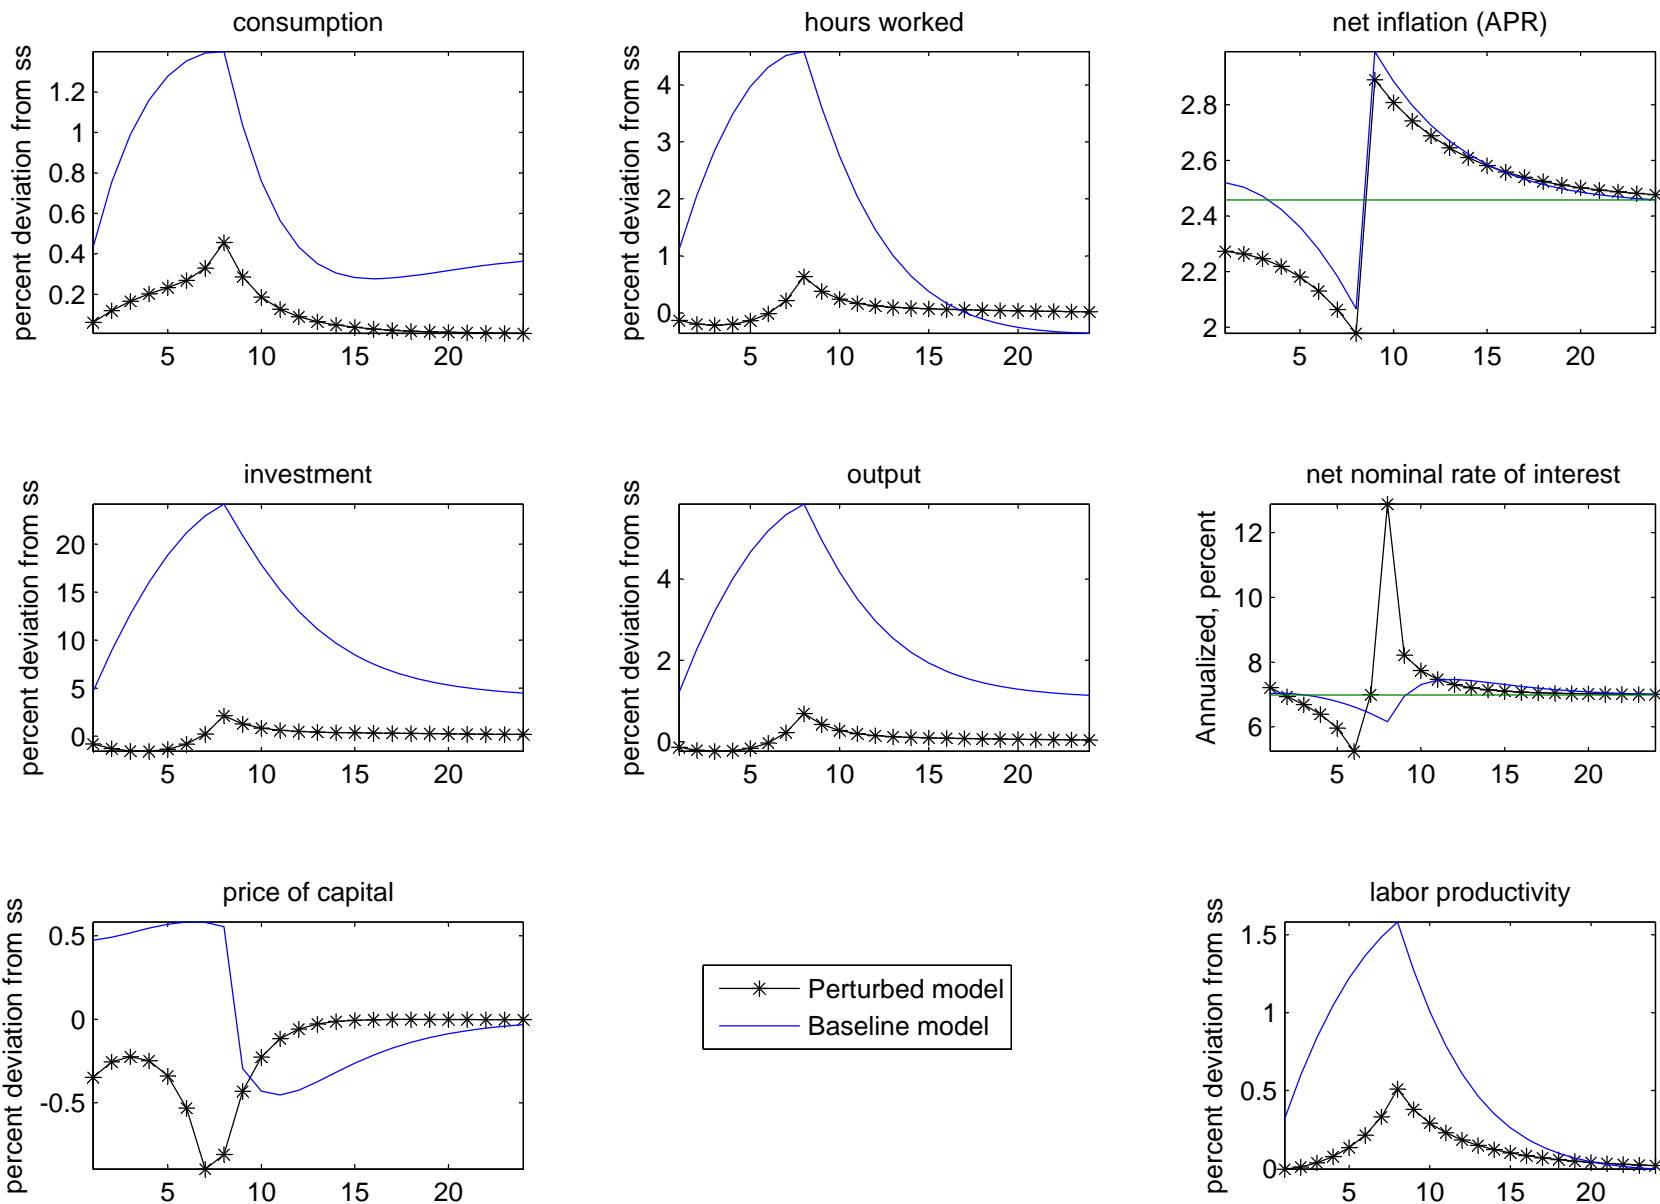 consumption
percent deviation from ss
1.2
1
0.8
0.6
0.4
0.2
5 10 15 20
hours worked
percent deviation from ss
4
3
2
1
0
5 10 15 20
net inflation (APR)
2.8
2.6
2.4
2.2
2
5 10 15 20
investment
percent deviation from ss
20
15
10
5
0
5 10 15 20
output
percent deviation from ss
4
2
0
5 10 15 20
net nominal rate of interest
Annualized, percent
12
10
8
6
5 10 15 20
price of capital
percent deviation from ss
0.5
0
-0.5
5 10 15 20
Perturbed model
Baseline model
labor productivity
percent deviation from ss
1.5
1
0.5
0
5 10 15 20